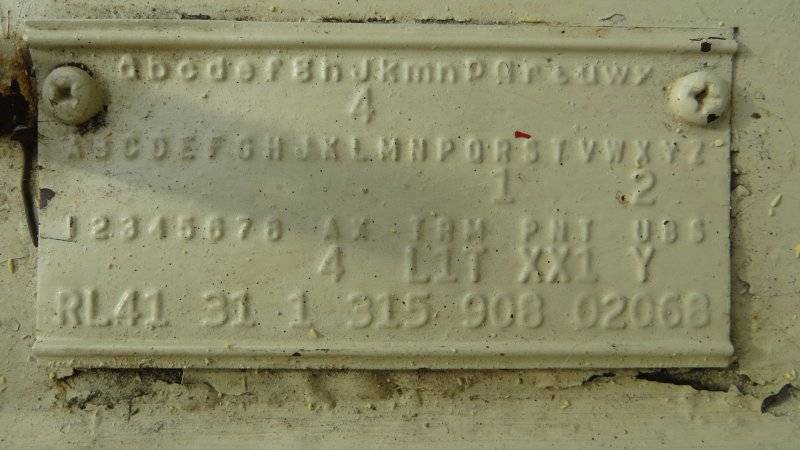 abcdefghJkmnpqrstuwy
4
ABCDEFGHJKLMNPQRSTVWXYZ
1 2
12345678 AX TRM PNT UBS
4 L1T XX1 Y
RL41 31 1 315 908 02068